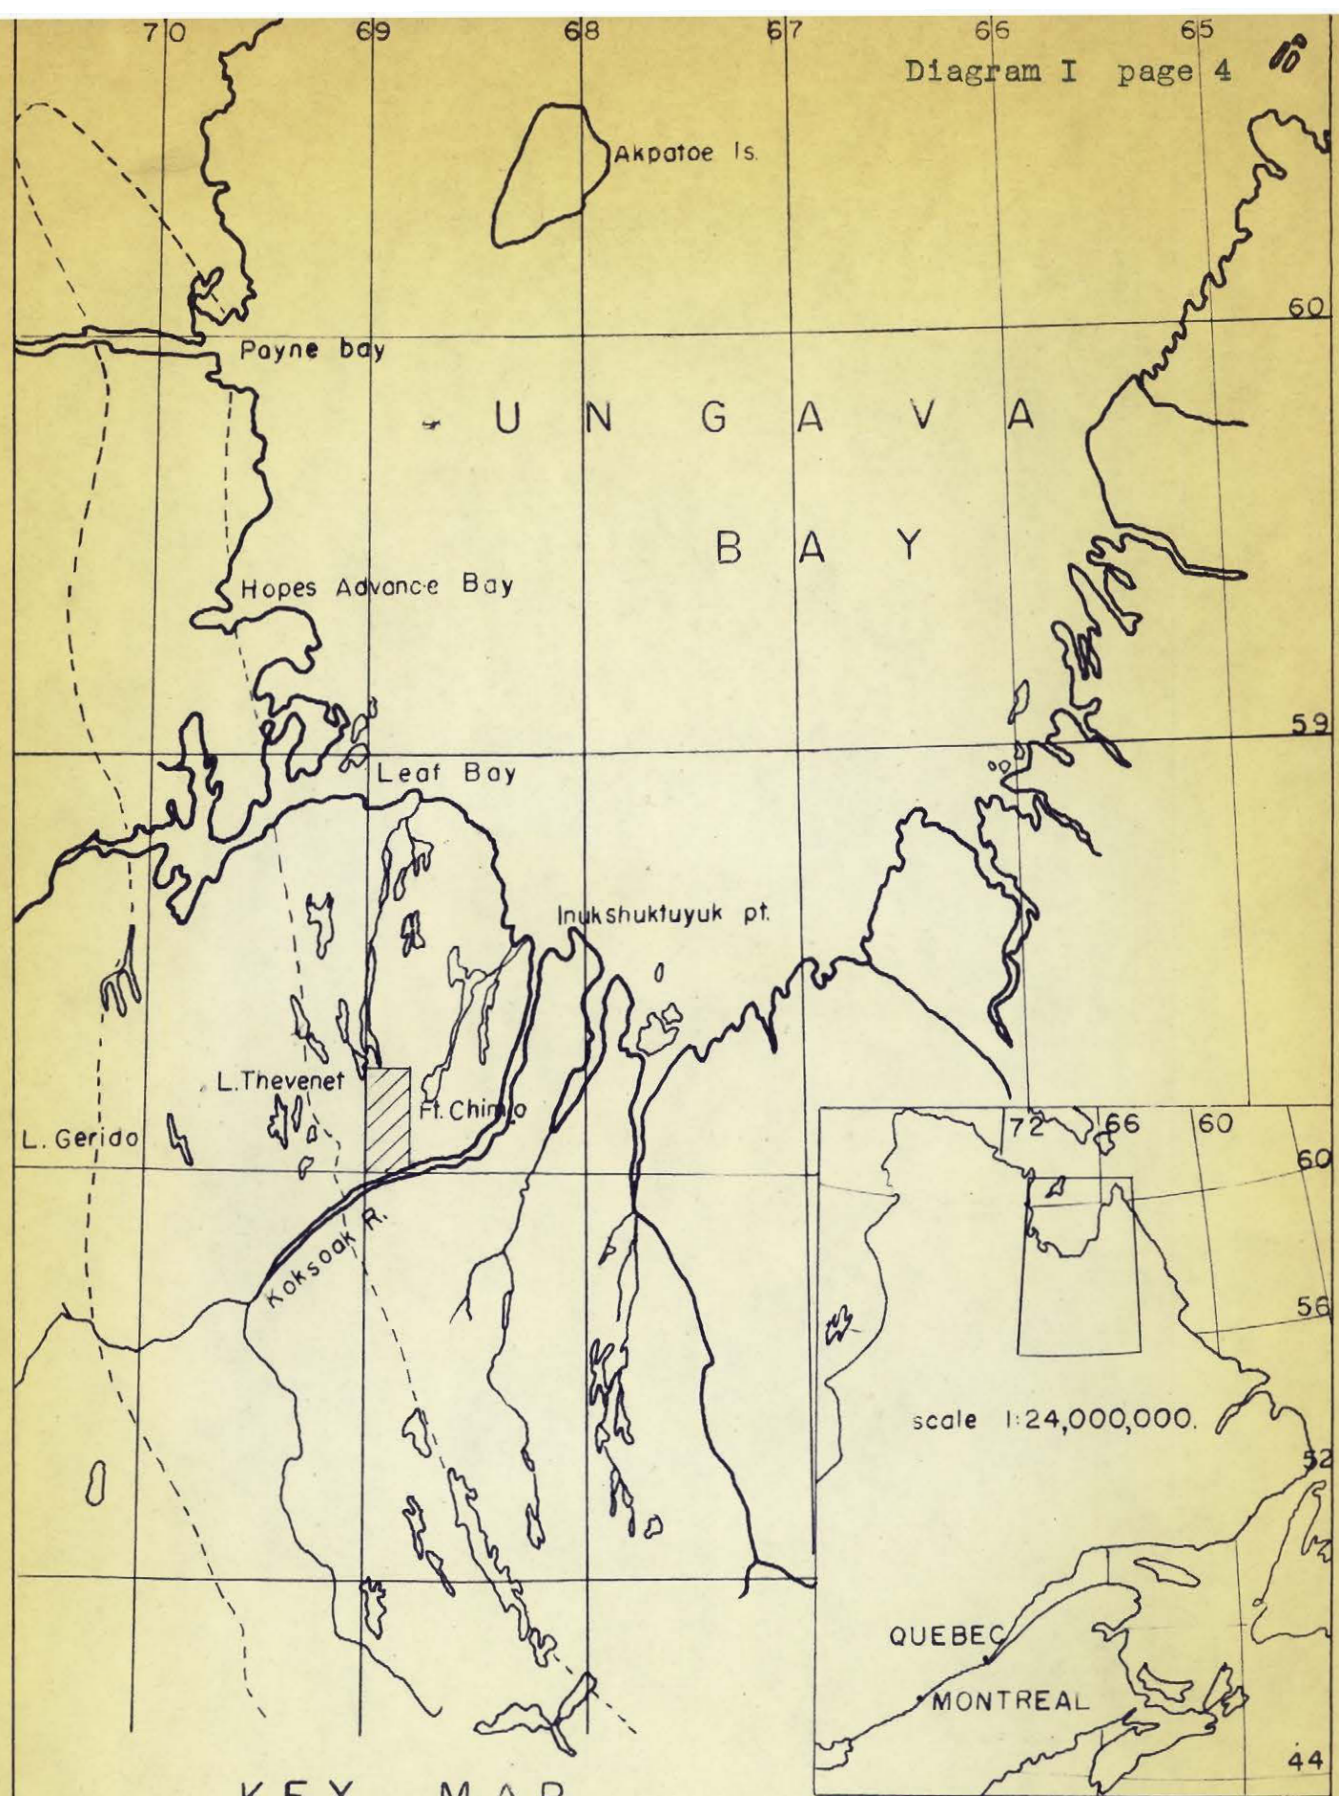 70 69 68 67 66 65
Diagram I page 4
Akpatoe Is.
60
Payne bay
U N G A V A
B A Y
Hopes Advance Bay
59
Leaf Bay
Inukshuktuyuk pt.
L. Thevenet
Ft. Chimo
L. Gerido
72 66 60
60
Koksoak R.
56
scale 1:24,000,000.
52
QUEBEC
MONTREAL
44
KEY MAP